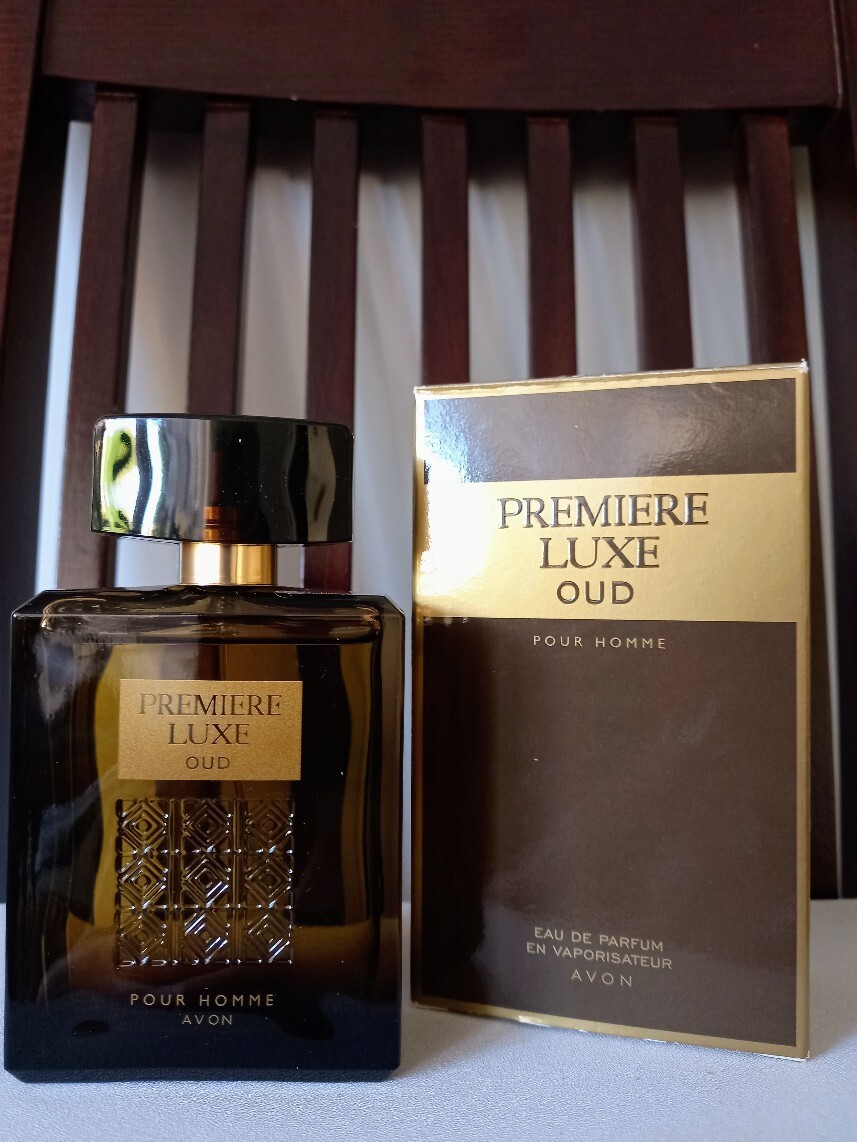 PREMIERE
LUXE
OUD
POUR HOMME
AVON
PREMIERE
LUXE
OUD
POUR HOMME
EAU DE PARFUM
EN VAPORISATEUR
AVON